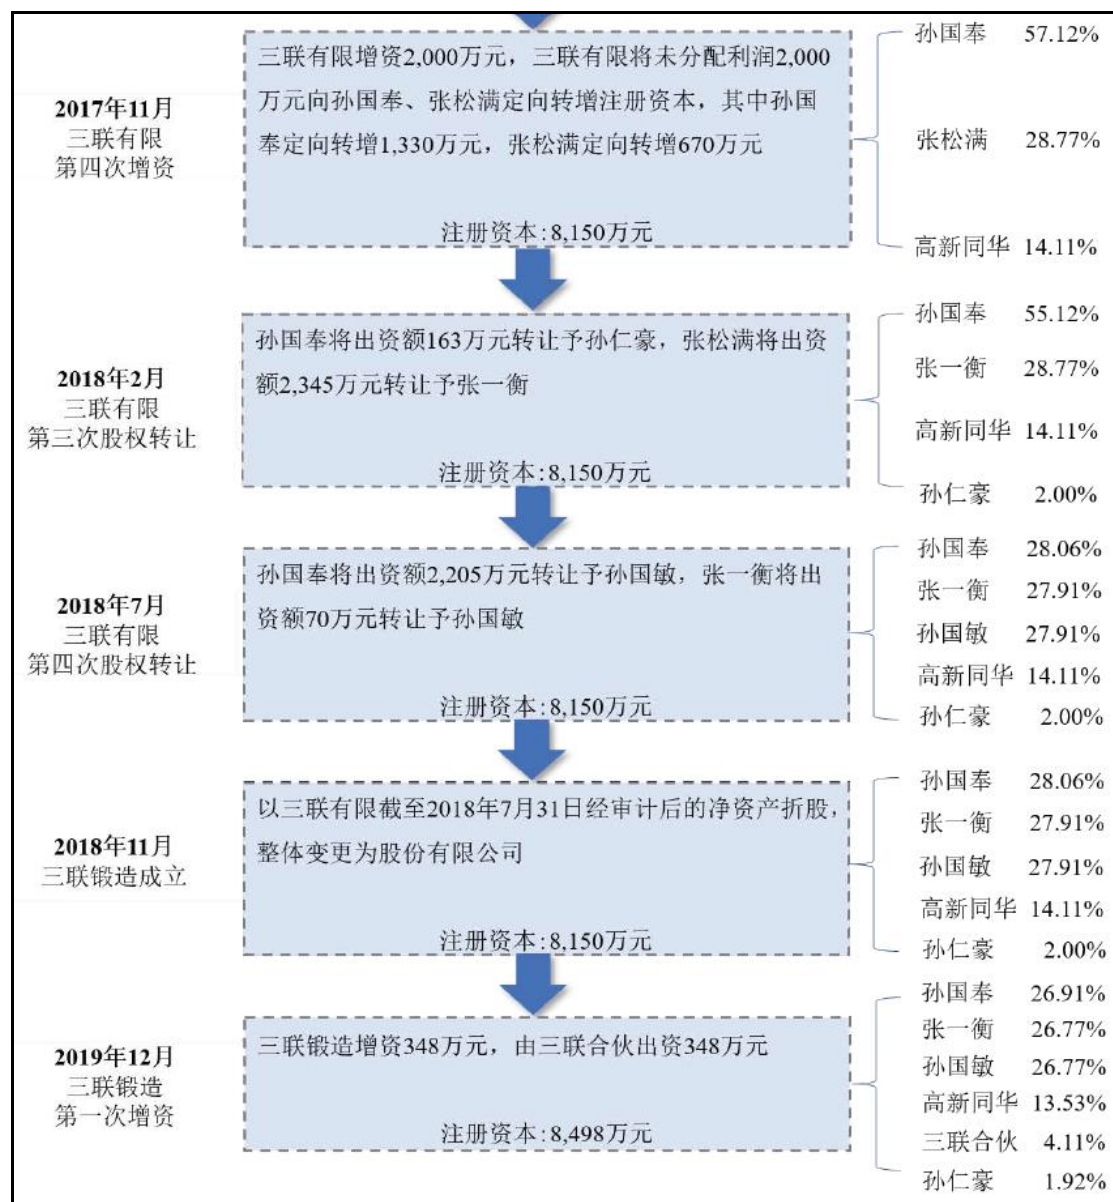 三联有限增资2,000万元，三联有限将未分配利润2,000
万元向孙国奉、张松满定向转增注册资本，其中孙国
奉定向转增1,330万元，张松满定向转增670万元
注册资本：8,150万元
2017年11月
三联有限
第四次增资
孙国奉 57.12%
张松满 28.77%
高新同华 14.11%
孙国奉将出资额163万元转让予孙仁豪，张松满将出资
额2,345万元转让予张一衡
注册资本：8,150万元
2018年2月
三联有限
第三次股权转让
孙国奉 55.12%
张一衡 28.77%
高新同华 14.11%
孙仁豪 2.00%
孙国奉将出资额2,205万元转让予孙国敏，张一衡将出
资额70万元转让予孙国敏
注册资本：8,150万元
2018年7月
三联有限
第四次股权转让
孙国奉 28.06%
张一衡 27.91%
孙国敏 27.91%
高新同华 14.11%
孙仁豪 2.00%
以三联有限截至2018年7月31日经审计后的净资产折股，
整体变更为股份有限公司
注册资本：8,150万元
2018年11月
三联锻造成立
孙国奉 28.06%
张一衡 27.91%
孙国敏 27.91%
高新同华 14.11%
孙仁豪 2.00%
三联锻造增资348万元，由三联合伙出资348万元
注册资本：8,498万元
2019年12月
三联锻造
第一次增资
孙国奉 26.91%
张一衡 26.77%
孙国敏 26.77%
高新同华 13.53%
三联合伙 4.11%
孙仁豪 1.92%